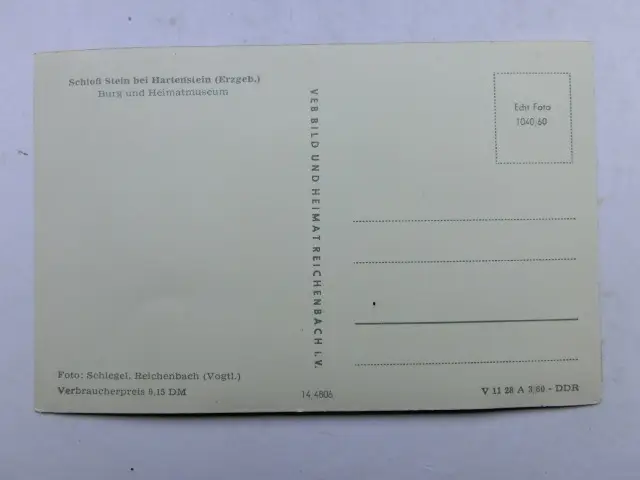 Schloß Stein bei Hartenstein (Erzgeb.)
Burg und Heimatmuseum
VEB BILD UND HEIMAT REICHENBACH I.V.
Echt Foto
1040/60
Foto: Schlegel, Reichenbach (Vogtl.)
Verbraucherpreis 0,15 DM
14 4806
V 11 28 A 3/60 - DDR